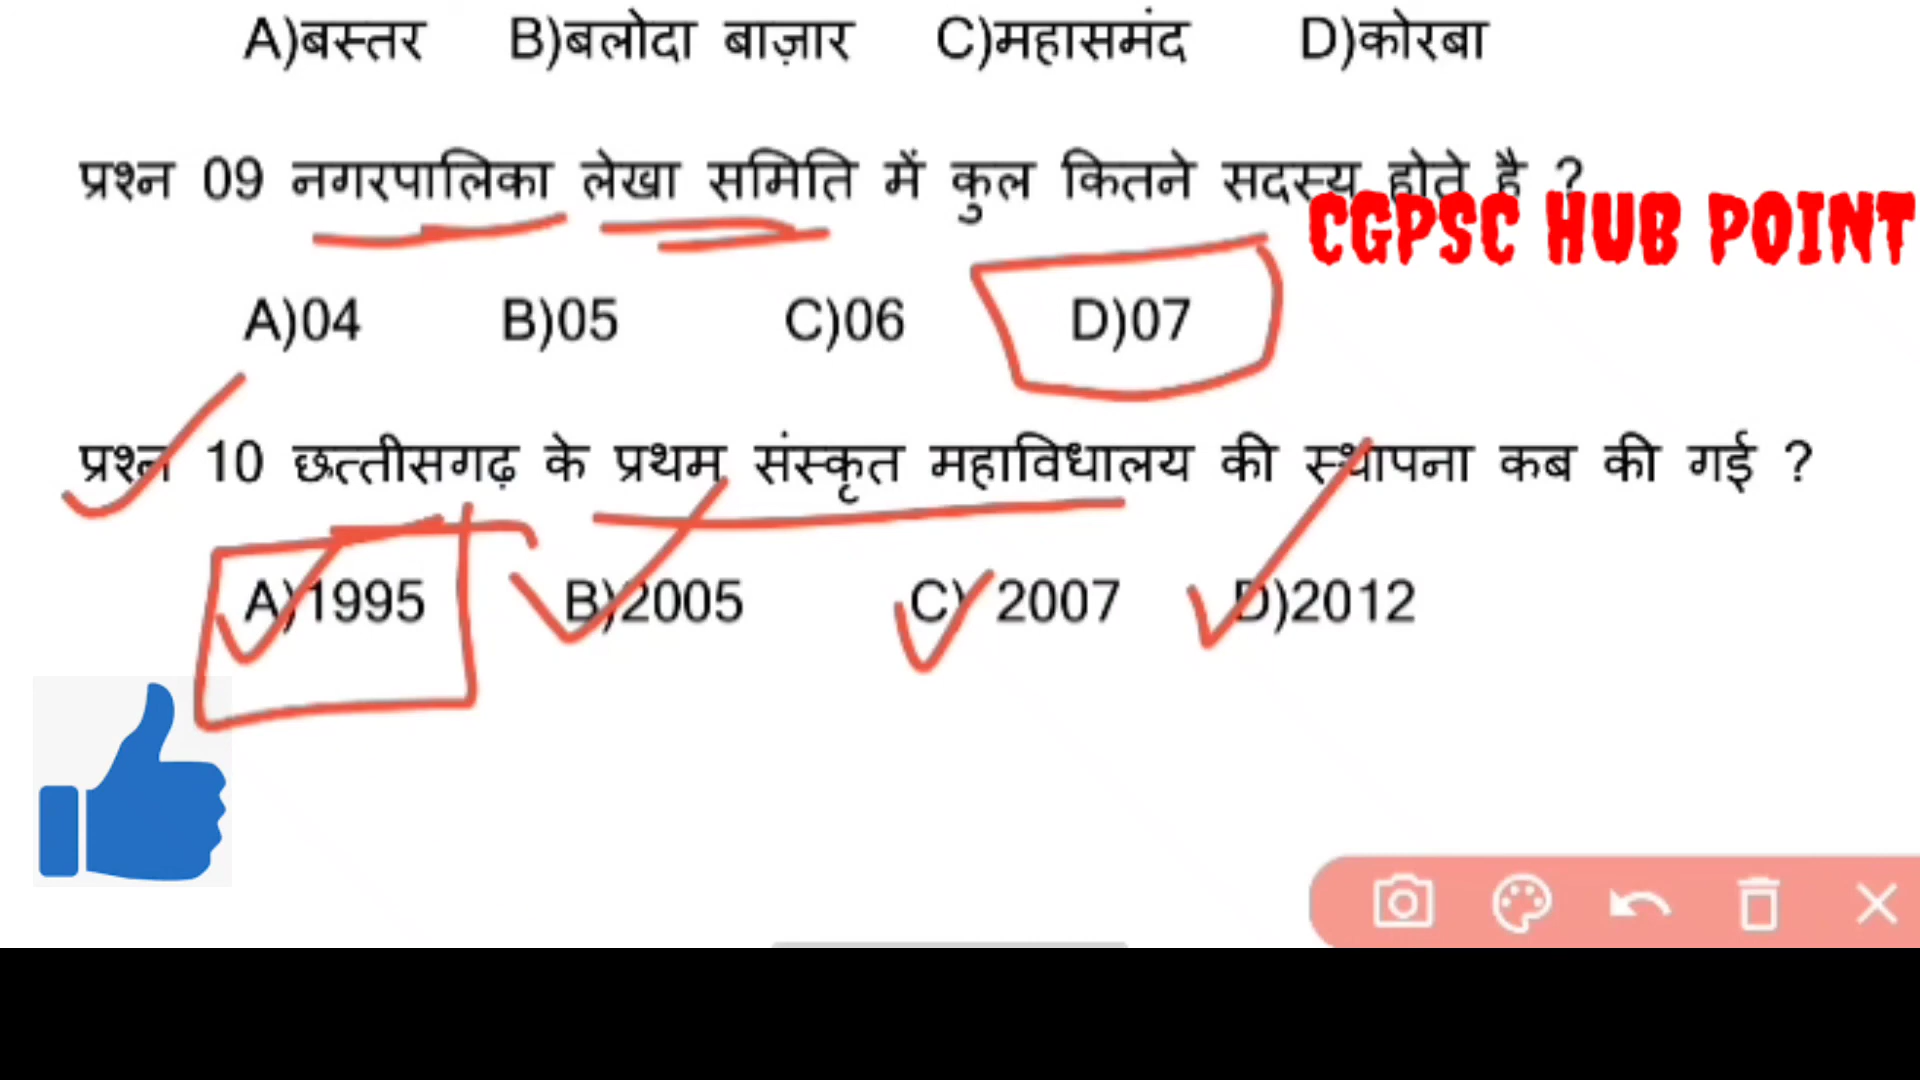 A)बस्तर B)बलोदा बाज़ार C)महासमंद D)कोरबा
प्रश्न 09 नगरपालिका लेखा समिति में कुल कितने सदस्य होते है ?
CGPSC HUB POINT
A)04 B)05 C)06 D)07
प्रश्न 10 छत्तीसगढ़ के प्रथम संस्कृत महाविधालय की स्थापना कब की गई ?
A)1995 B)2005 C) 2007 D)2012